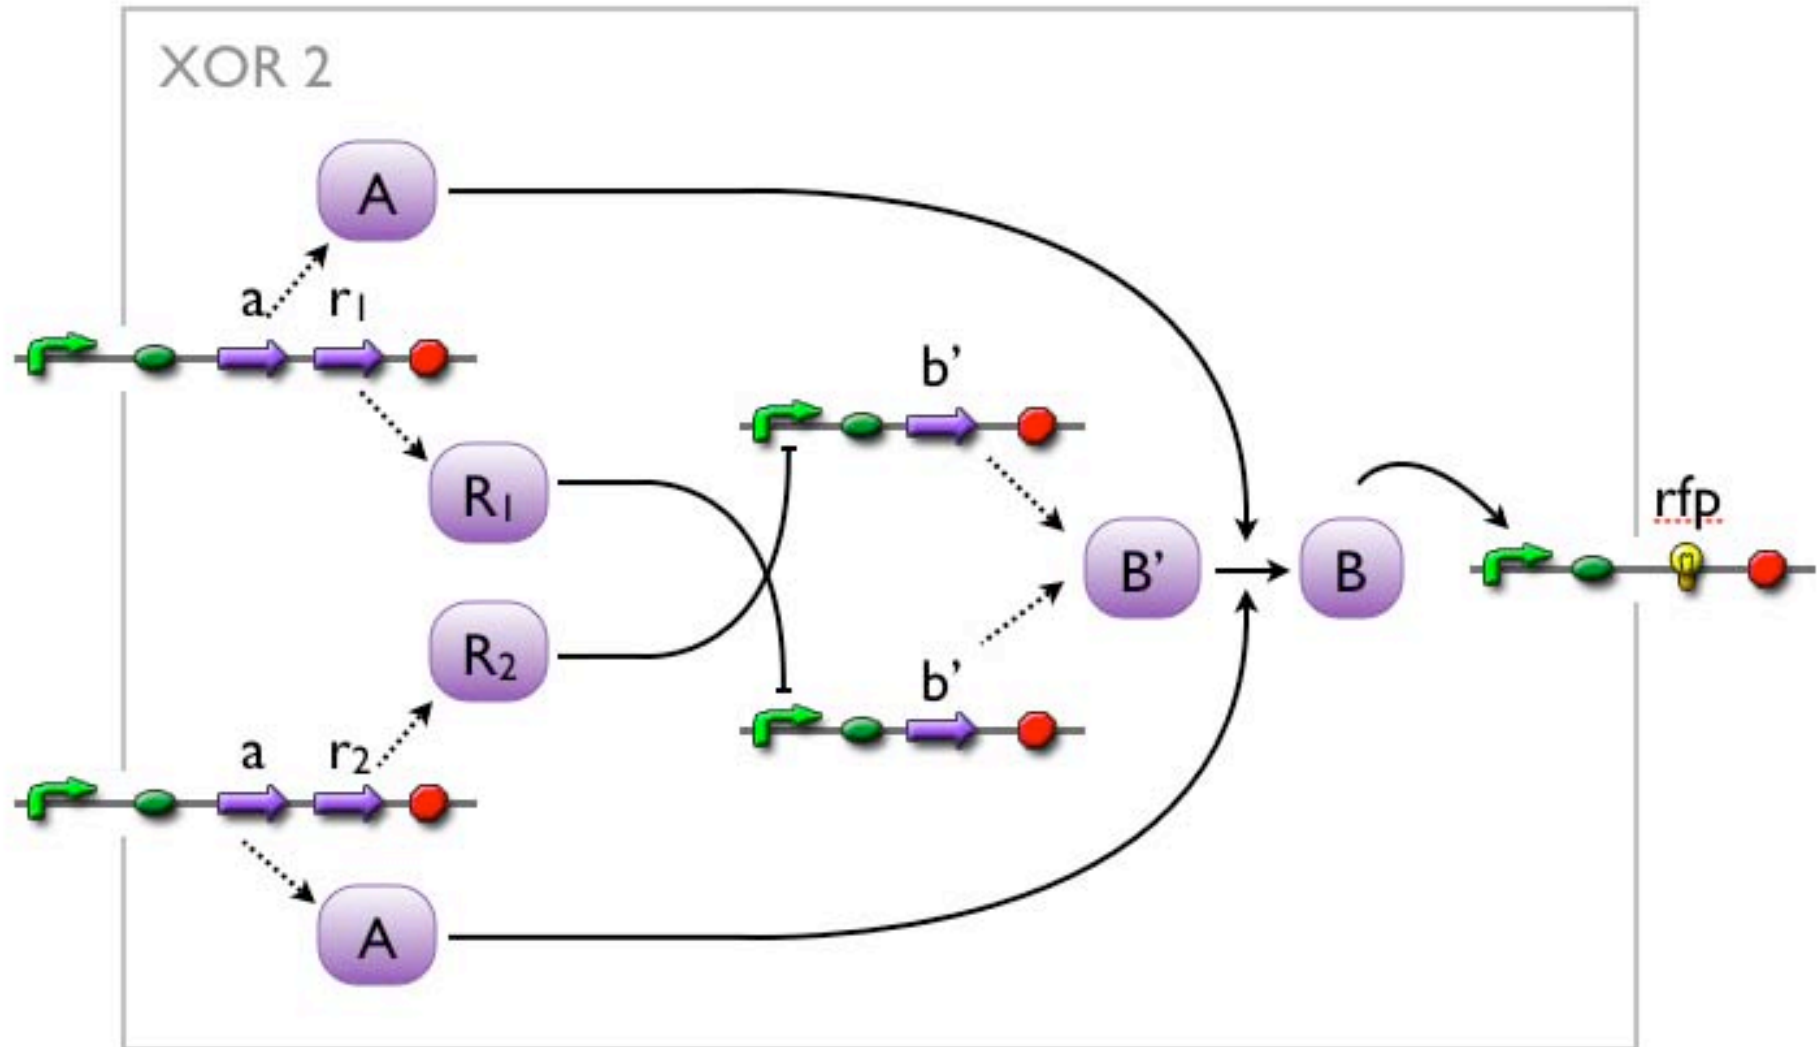 XOR 2
A
a r₁
R₁
b’
rfp
B’ B
R₂
b’
a r₂
A